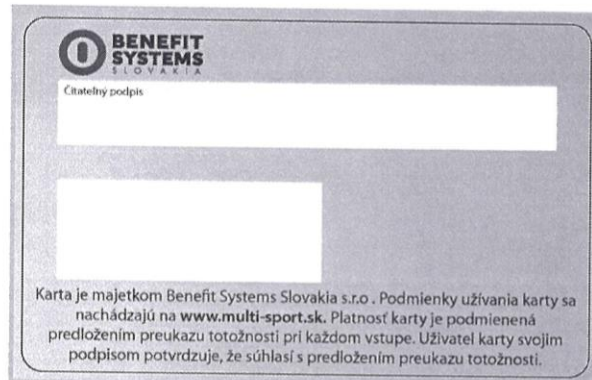 BENEFIT
SYSTEMS
SLOVAKIA
Čitateľný podpis
Karta je majetkom Benefit Systems Slovakia s.r.o . Podmienky užívania karty sa
nachádzajú na www.multi-sport.sk. Platnosť karty je podmienená
predložením preukazu totožnosti pri každom vstupe. Užívatel karty svojim
podpisom potvrdzuje, že súhlasí s predložením preukazu totožnosti.